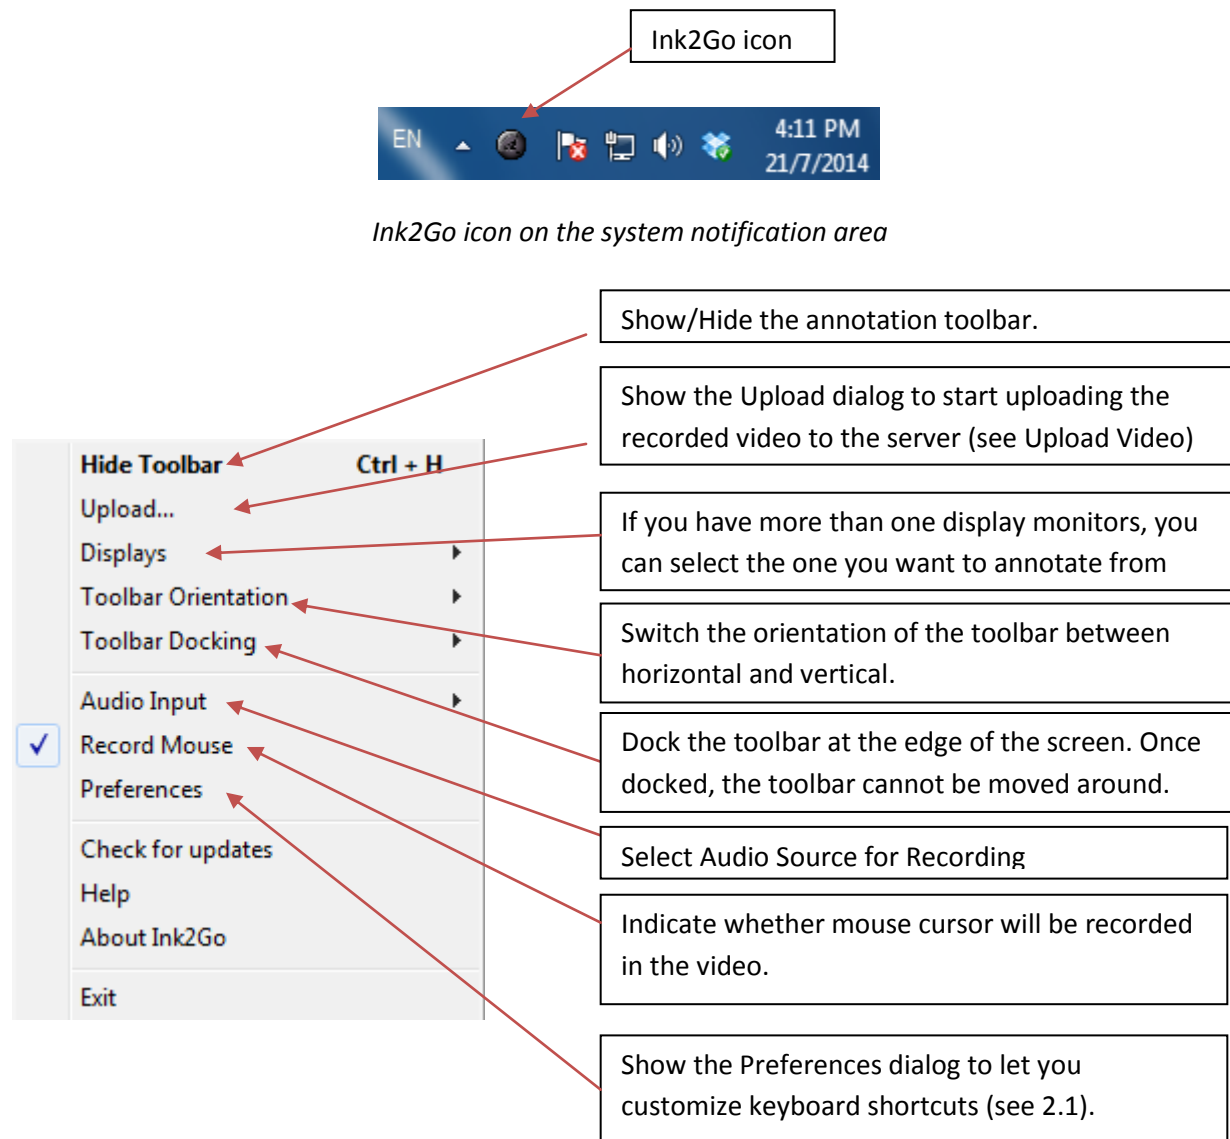 Ink2Go icon
EN
4:11 PM
21/7/2014
Ink2Go icon on the system notification area
Show/Hide the annotation toolbar.
Show the Upload dialog to start uploading the
recorded video to the server (see Upload Video)
If you have more than one display monitors, you
can select the one you want to annotate from
Switch the orientation of the toolbar between
horizontal and vertical.
Dock the toolbar at the edge of the screen. Once
docked, the toolbar cannot be moved around.
Select Audio Source for Recording
Indicate whether mouse cursor will be recorded
in the video.
Show the Preferences dialog to let you
customize keyboard shortcuts (see 2.1).
Hide Toolbar Ctrl + H
Upload...
Displays
Toolbar Orientation
Toolbar Docking
Audio Input
Record Mouse
Preferences
Check for updates
Help
About Ink2Go
Exit